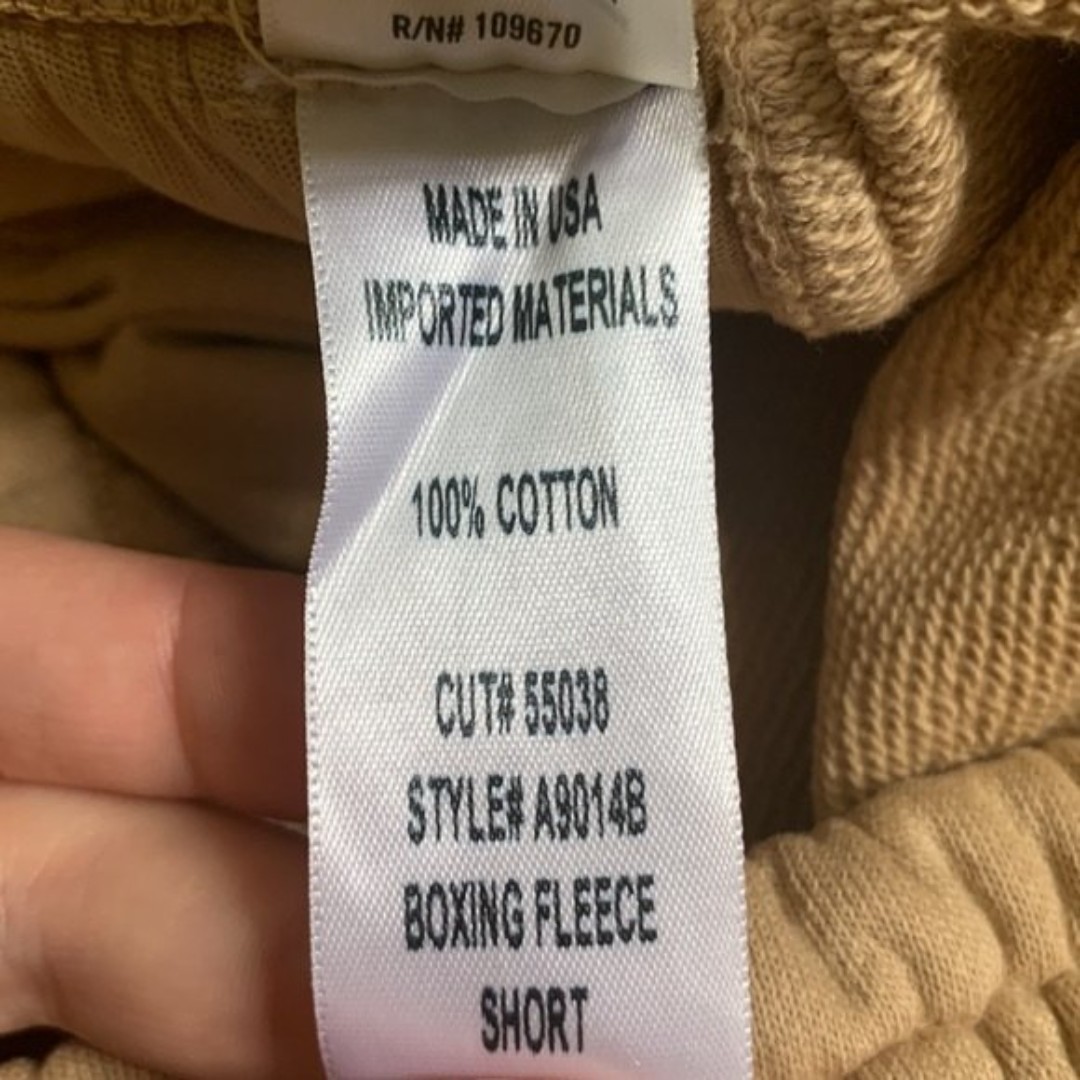 R/N# 109670
MADE IN USA
IMPORTED MATERIALS
100% COTTON
CUT# 55038
STYLE# A9014B
BOXING FLEECE
SHORT